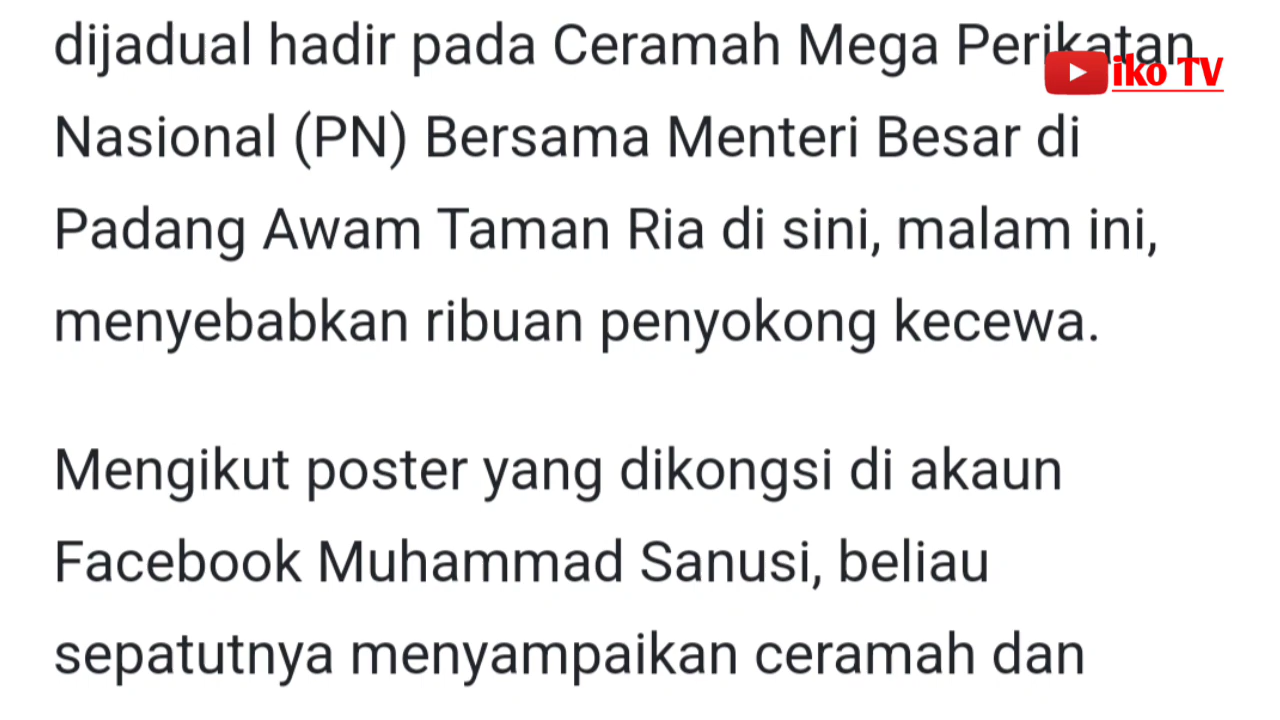 dijadual hadir pada Ceramah Mega Perikatan
iko TV
Nasional (PN) Bersama Menteri Besar di
Padang Awam Taman Ria di sini, malam ini,
menyebabkan ribuan penyokong kecewa.
Mengikut poster yang dikongsi di akaun
Facebook Muhammad Sanusi, beliau
sepatutnya menyampaikan ceramah dan